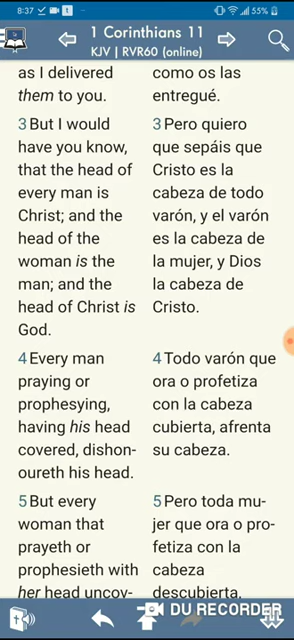 8:37
55%
1 Corinthians 11
KJV | RVR60 (online)
as I delivered
them to you.
3 But I would
have you know,
that the head of
every man is
Christ; and the
head of the
woman is the
man; and the
head of Christ is
God.
4 Every man
praying or
prophesying,
having his head
covered, dishon-
oureth his head.
5 But every
woman that
prayeth or
prophesieth with
her head uncov-
como os las
entregué.
3 Pero quiero
que sepáis que
Cristo es la
cabeza de todo
varón, y el varón
es la cabeza de
la mujer, y Dios
la cabeza de
Cristo.
4 Todo varón que
ora o profetiza
con la cabeza
cubierta, afrenta
su cabeza.
5 Pero toda mu-
jer que ora o pro-
fetiza con la
cabeza
descubierta,
DU RECORDER